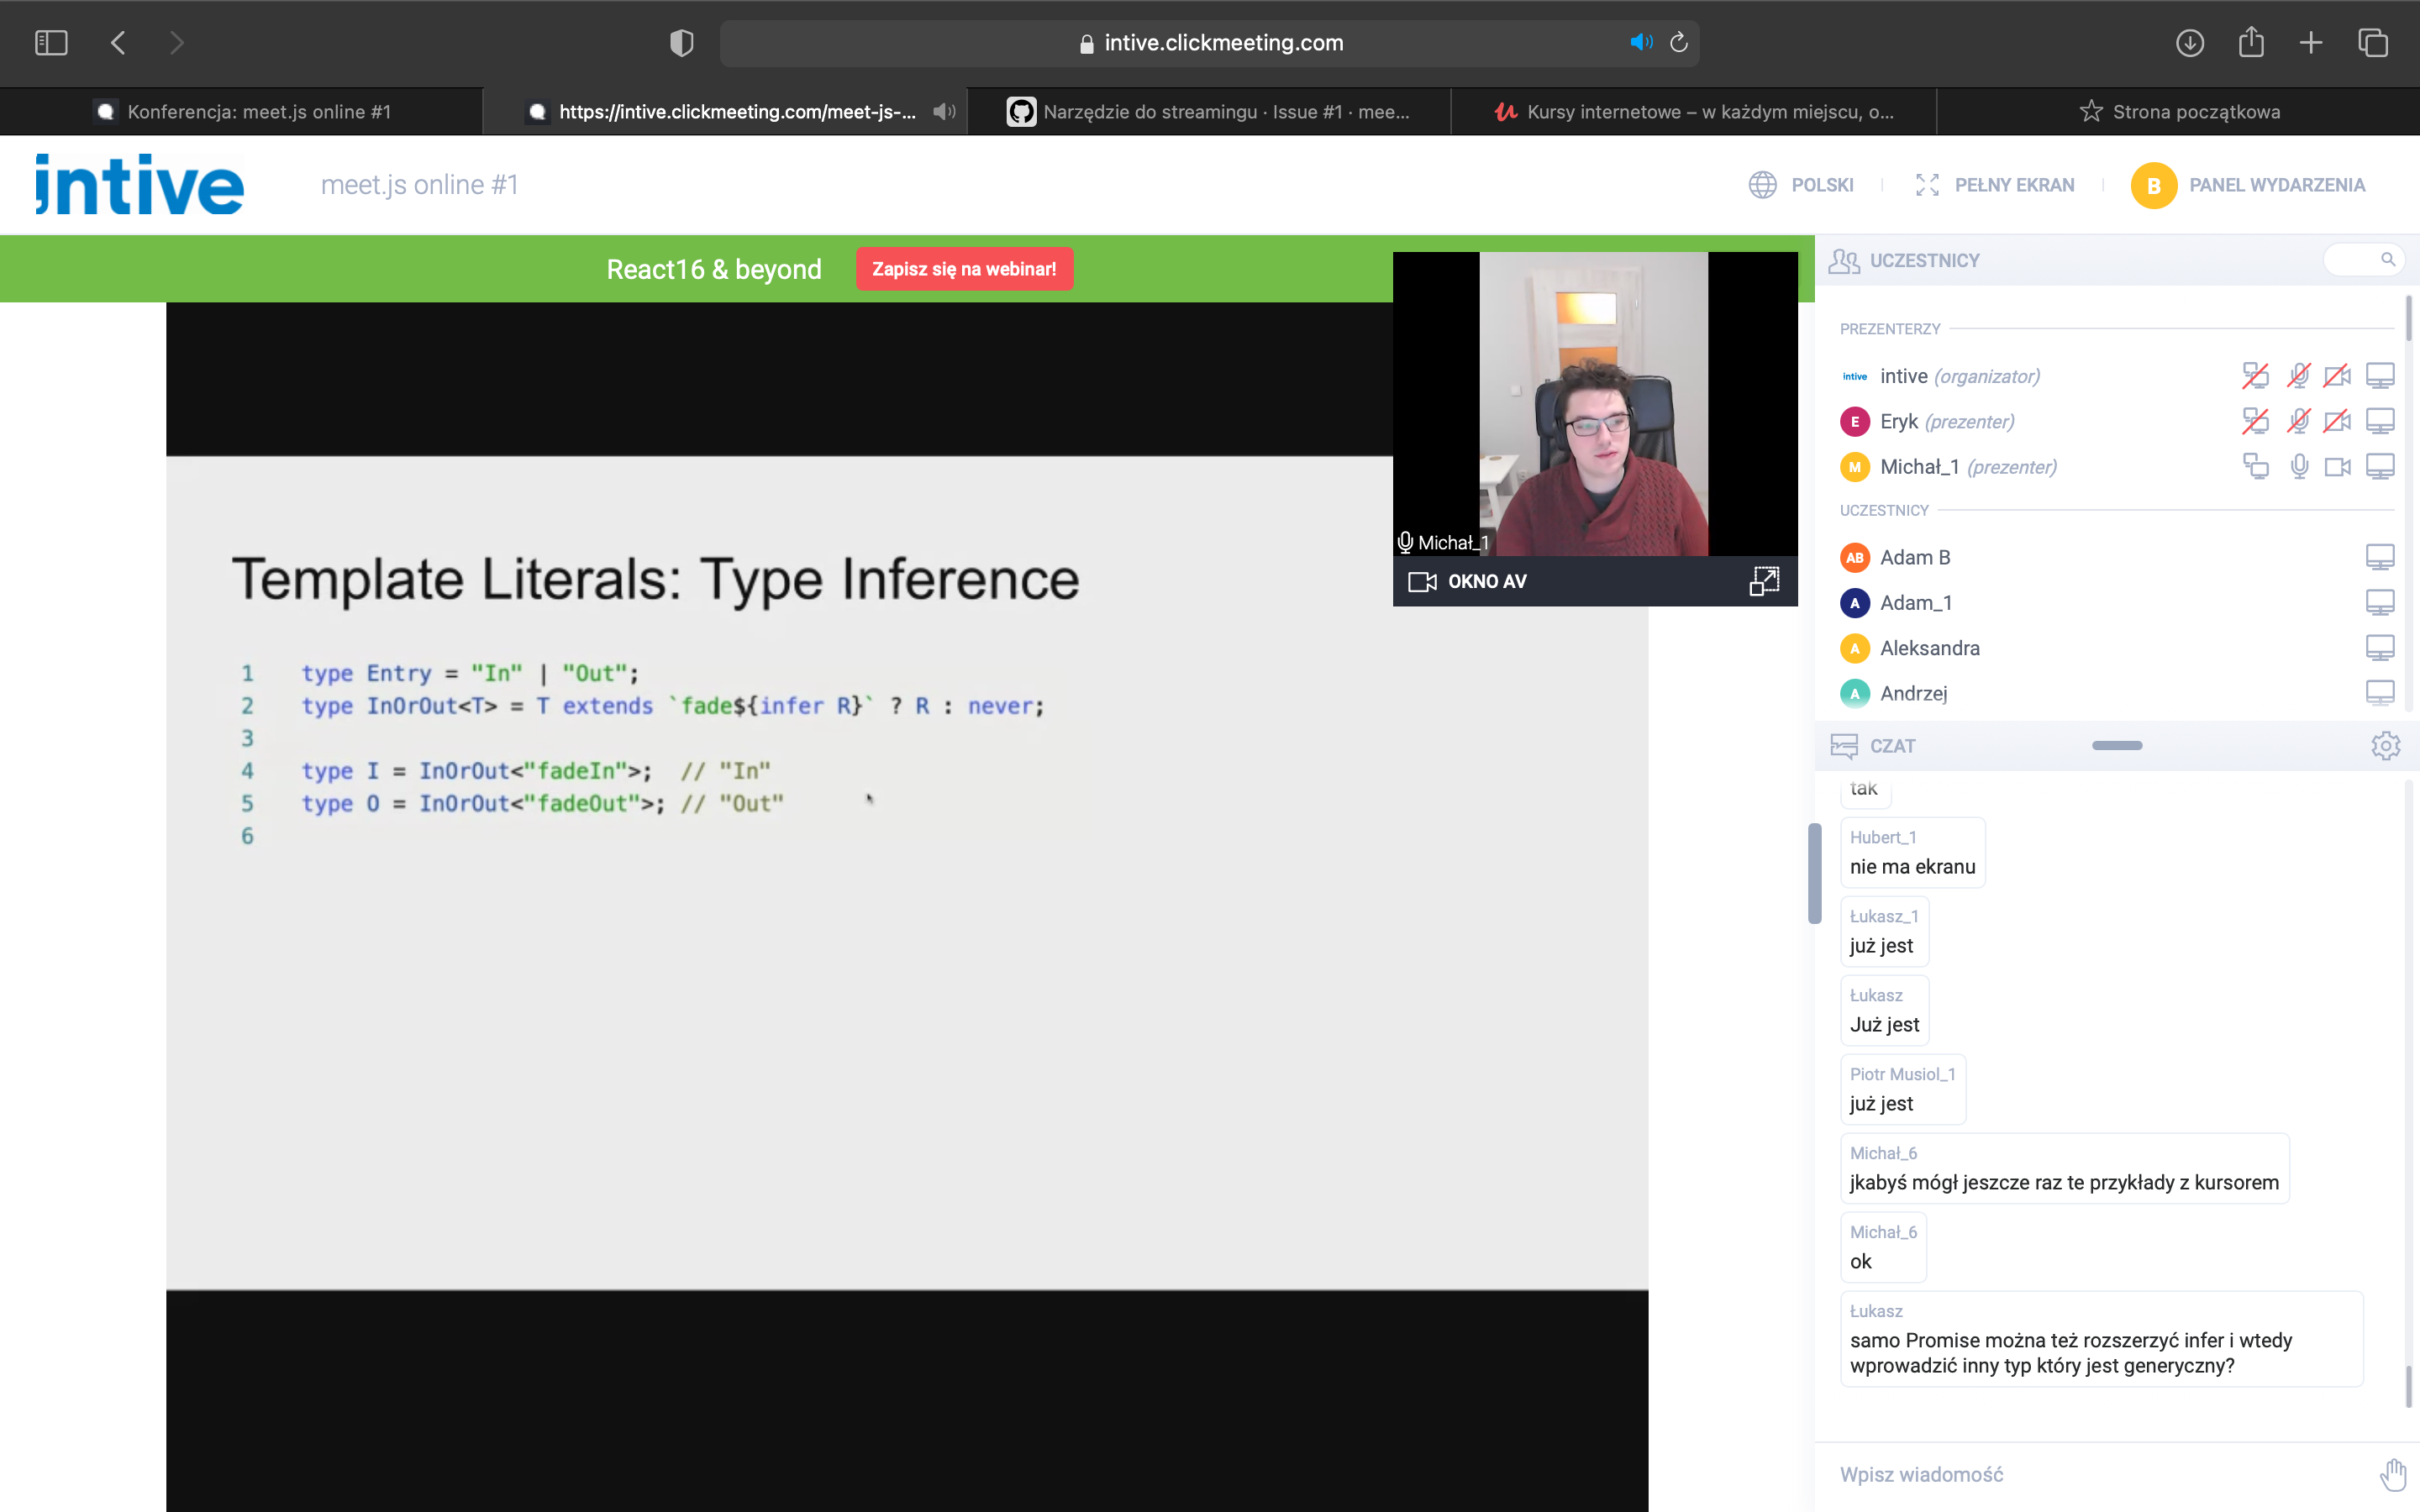 intive.clickmeeting.com
Konferencja: meet.js online #1
https://intive.clickmeeting.com/meet-js-...
Narzędzie do streamingu · Issue #1 · mee...
Kursy internetowe – w każdym miejscu, o...
Strona początkowa
intive
meet.js online #1
POLSKI
PEŁNY EKRAN
B
PANEL WYDARZENIA
React16 & beyond
Zapisz się na webinar!
Michał_1
OKNO AV
Template Literals: Type Inference
1 type Entry = "In" | "Out";
2 type InOrOut<T> = T extends `fade${infer R}` ? R : never;
3
4 type I = InOrOut<"fadeIn">; // "In"
5 type O = InOrOut<"fadeOut">; // "Out"
6
UCZESTNICY
PREZENTERZY
intive intive (organizator)
E Eryk (prezenter)
M Michał_1 (prezenter)
UCZESTNICY
AB Adam B
A Adam_1
A Aleksandra
A Andrzej
CZAT
tak
Hubert_1
nie ma ekranu
Łukasz_1
już jest
Łukasz
Już jest
Piotr Musiol_1
już jest
Michał_6
jkabyś mógł jeszcze raz te przykłady z kursorem
Michał_6
ok
Łukasz
samo Promise można też rozszerzyć infer i wtedy
wprowadzić inny typ który jest generyczny?
Wpisz wiadomość